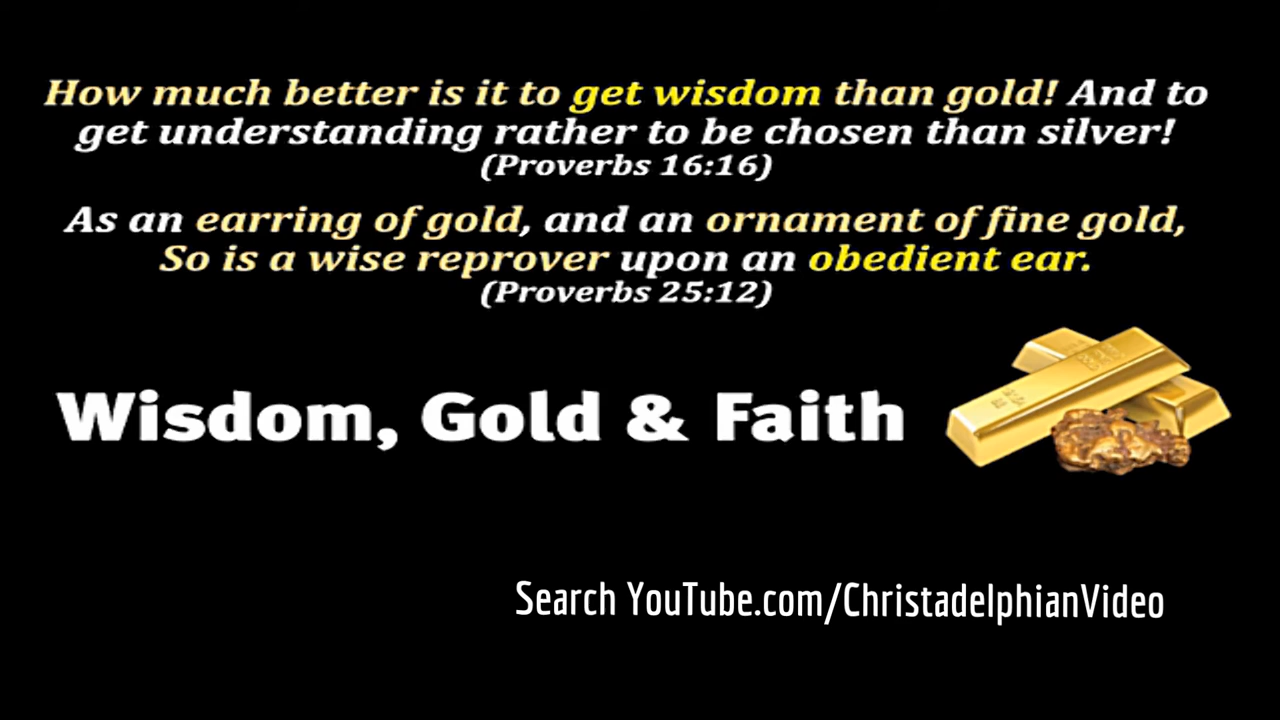 How much better is it to get wisdom than gold! And to
get understanding rather to be chosen than silver!
(Proverbs 16:16)
As an earring of gold, and an ornament of fine gold,
So is a wise reprover upon an obedient ear.
(Proverbs 25:12)
Wisdom, Gold & Faith
Search YouTube.com/ChristadelphianVideo